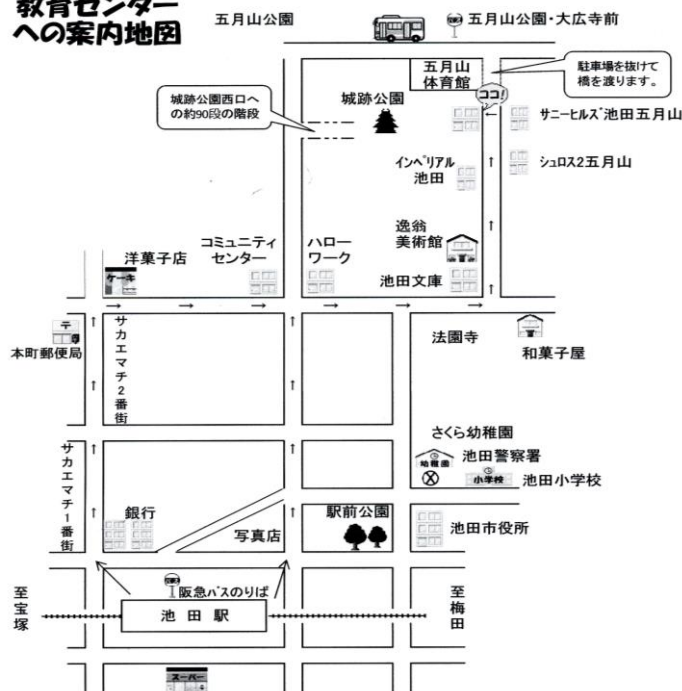 教育センター
への案内地図
五月山公園
五月山公園・大広寺前
五月山
体育館
駐車場を抜けて
橋を渡ります。
ココ!
城跡公園西口へ
の約90段の階段
城跡公園
サニーヒルズ池田五月山
インペリアル
池田
シュロス2五月山
逸翁
美術館
コミュニティ
センター
ハロー
ワーク
洋菓子店
ケーキ
池田文庫
本町郵便局
サカエマチ2番街
法園寺
和菓子屋
さくら幼稚園
幼稚園
池田警察署
小学校
池田小学校
サカエマチ1番街
銀行
写真店
駅前公園
池田市役所
阪急バスのりば
至宝塚
池田駅
至梅田
スーパー